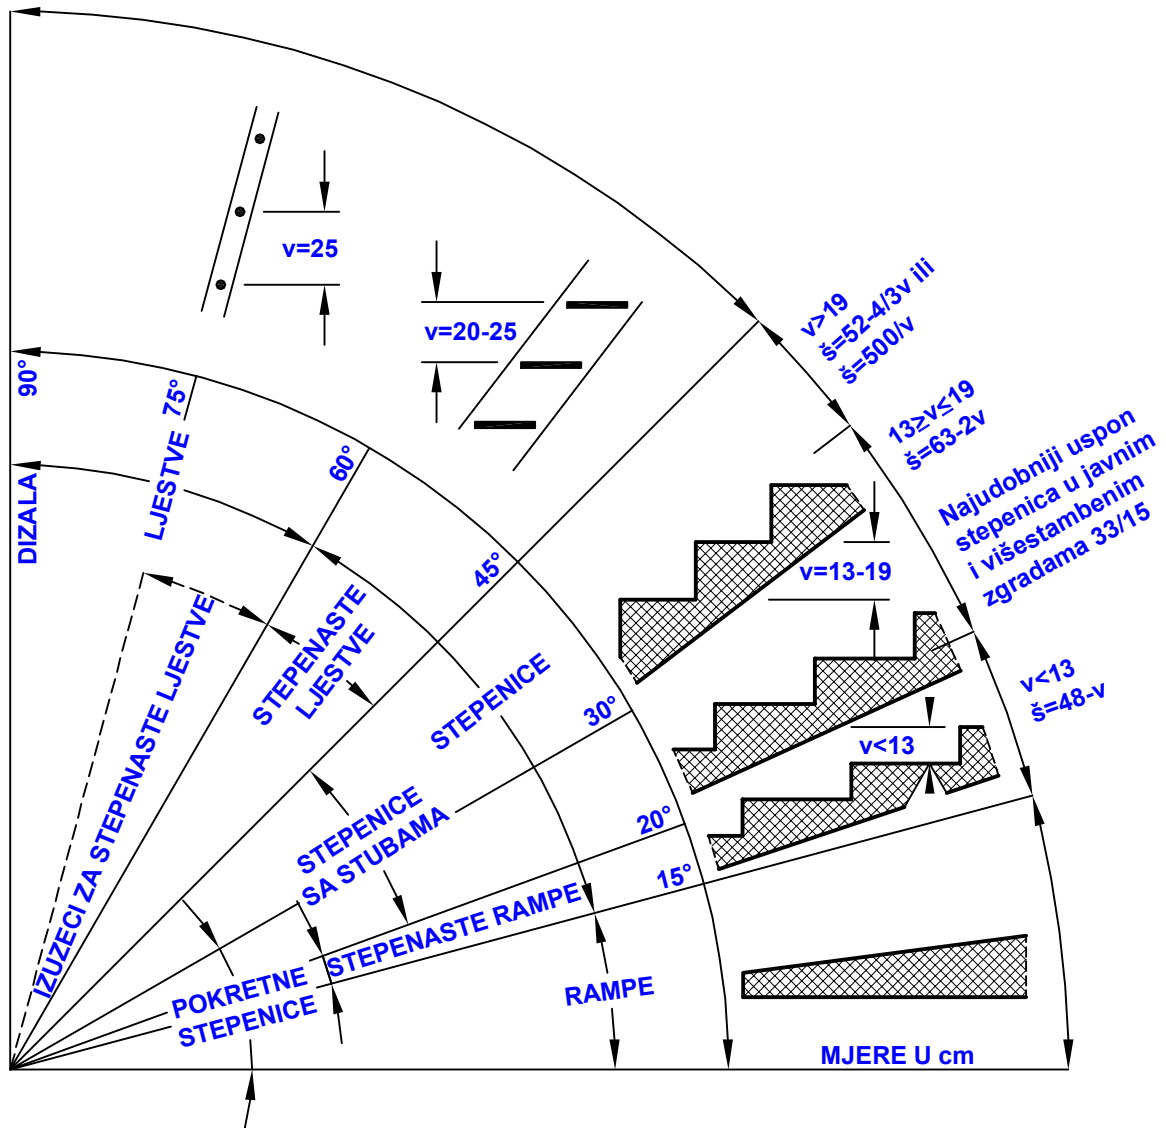 v=25
v=20-25
v>19
š=52-4/3v ili
š=500/v
13≥v≤19
š=63-2v
Najudobniji uspon
stepenica u javnim
i višestambenim
zgradama 33/15
v<13
š=48-v
90°
75°
60°
45°
30°
20°
15°
DIZALA
LJESTVE
IZUZECI ZA STEPENASTE LJESTVE
STEPENASTE
LJESTVE
STEPENICE
STEPENICE
SA STUBAMA
STEPENASTE RAMPE
POKRETNE
STEPENICE
RAMPE
v=13-19
v<13
MJERE U cm